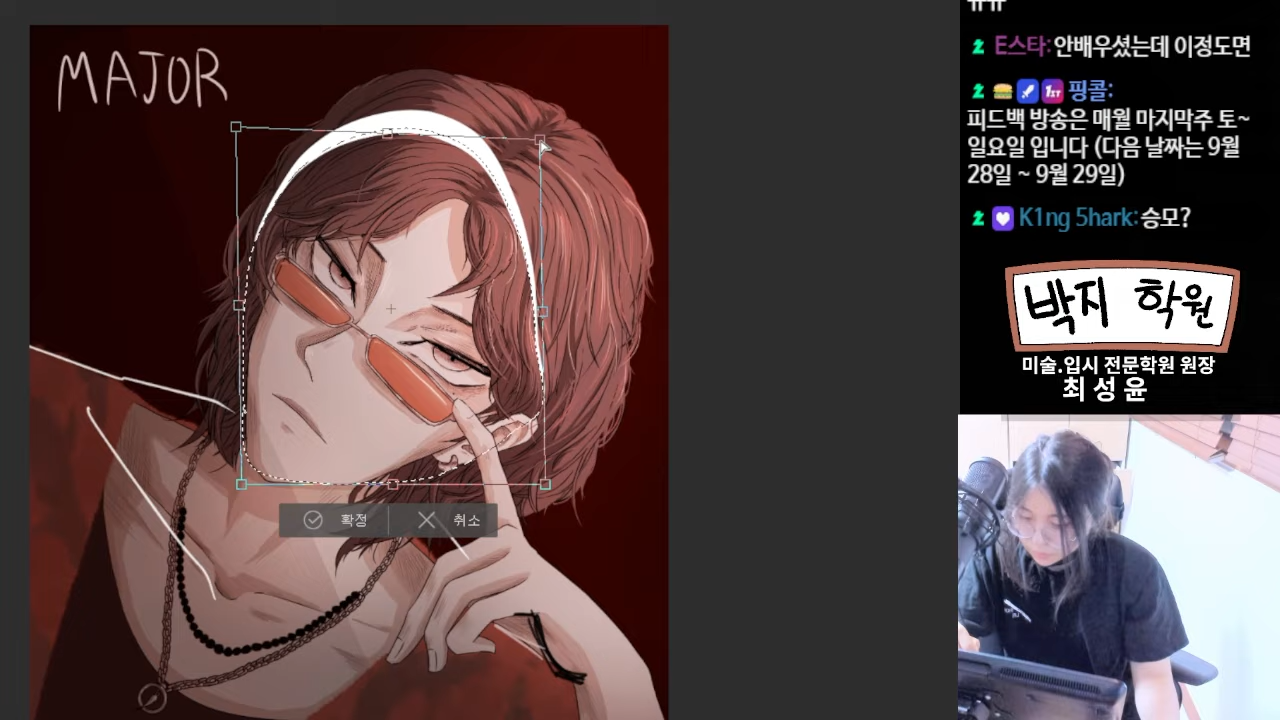 MAJOR
확정
취소
ㅠㅠ
E스타: 안배우셨는데 이정도면
1ST 핑콜:
피드백 방송은 매월 마지막주 토~
일요일 입니다 (다음 날짜는 9월
28일 ~ 9월 29일)
K1ng 5hark: 승모?
박지 학원
미술.입시 전문학원 원장
최성윤